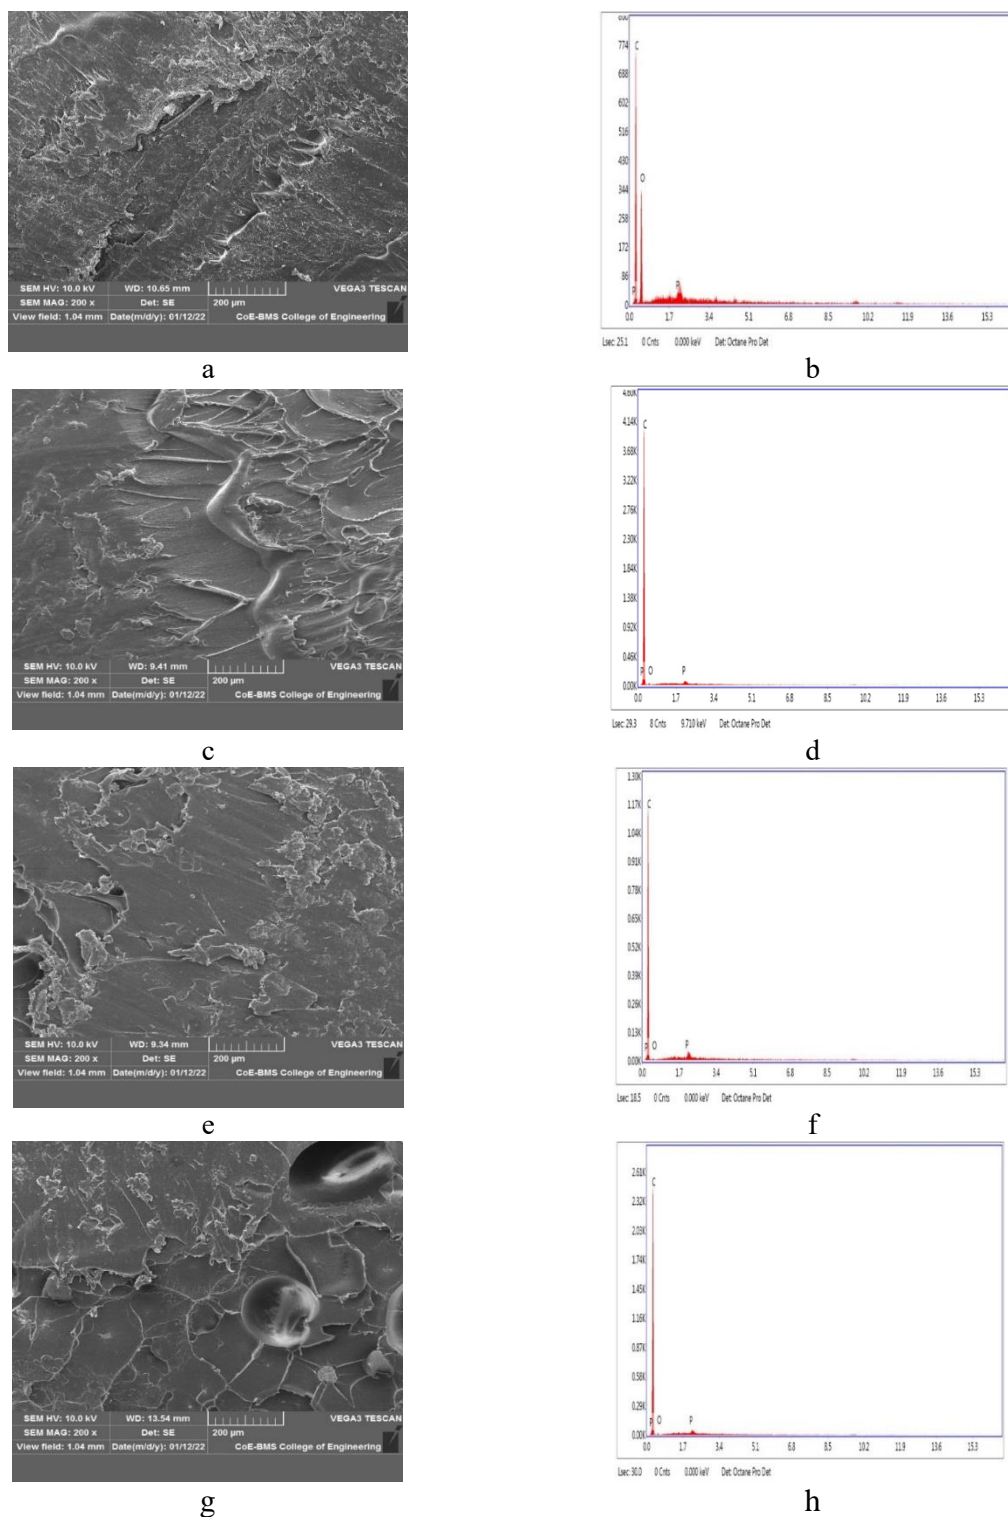 SEM HV: 10.0 kV WD: 10.65 mm VEGA3 TESCAN
SEM MAG: 200 x Det: SE 200 µm
View field: 1.04 mm Date(m/d/y): 01/12/22 CoE-BMS College of Engineering
a
774
C
688
602
516
430
O
344
258
172
86
P
P
0
0.0 1.7 3.4 5.1 6.8 8.5 10.2 11.9 13.6 15.3
Lsec: 25.1 0 Cnts 0.000 keV Det: Octane Pro Det
b
SEM HV: 10.0 kV WD: 9.41 mm VEGA3 TESCAN
SEM MAG: 200 x Det: SE 200 µm
View field: 1.04 mm Date(m/d/y): 01/12/22 CoE-BMS College of Engineering
c
4.60K
4.14K
C
3.68K
3.22K
2.76K
2.30K
1.84K
1.38K
0.92K
0.46K
P O P
0.00K
0.0 1.7 3.4 5.1 6.8 8.5 10.2 11.9 13.6 15.3
Lsec: 29.3 8 Cnts 9.710 keV Det: Octane Pro Det
d
SEM HV: 10.0 kV WD: 9.34 mm VEGA3 TESCAN
SEM MAG: 200 x Det: SE 200 µm
View field: 1.04 mm Date(m/d/y): 01/12/22 CoE-BMS College of Engineering
e
1.30K
1.17K
C
1.04K
0.91K
0.78K
0.65K
0.52K
0.39K
0.26K
0.13K
P O P
0.00K
0.0 1.7 3.4 5.1 6.8 8.5 10.2 11.9 13.6 15.3
Lsec: 18.5 0 Cnts 0.000 keV Det: Octane Pro Det
f
SEM HV: 10.0 kV WD: 13.54 mm VEGA3 TESCAN
SEM MAG: 200 x Det: SE 200 µm
View field: 1.04 mm Date(m/d/y): 01/12/22 CoE-BMS College of Engineering
g
2.61K
C
2.32K
2.03K
1.74K
1.45K
1.16K
0.87K
0.58K
0.29K
P O P
0.00K
0.0 1.7 3.4 5.1 6.8 8.5 10.2 11.9 13.6 15.3
Lsec: 30.0 0 Cnts 0.000 keV Det: Octane Pro Det
h